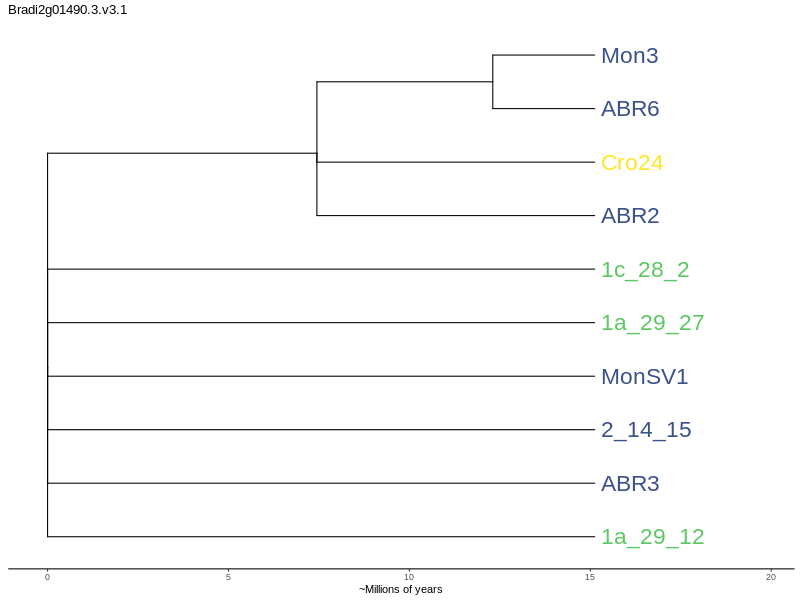 Bradi2g01490.3.v3.1
Mon3
ABR6
Cro24
ABR2
1c_28_2
1a_29_27
MonSV1
2_14_15
ABR3
1a_29_12
0 5 10 15 20
~Millions of years